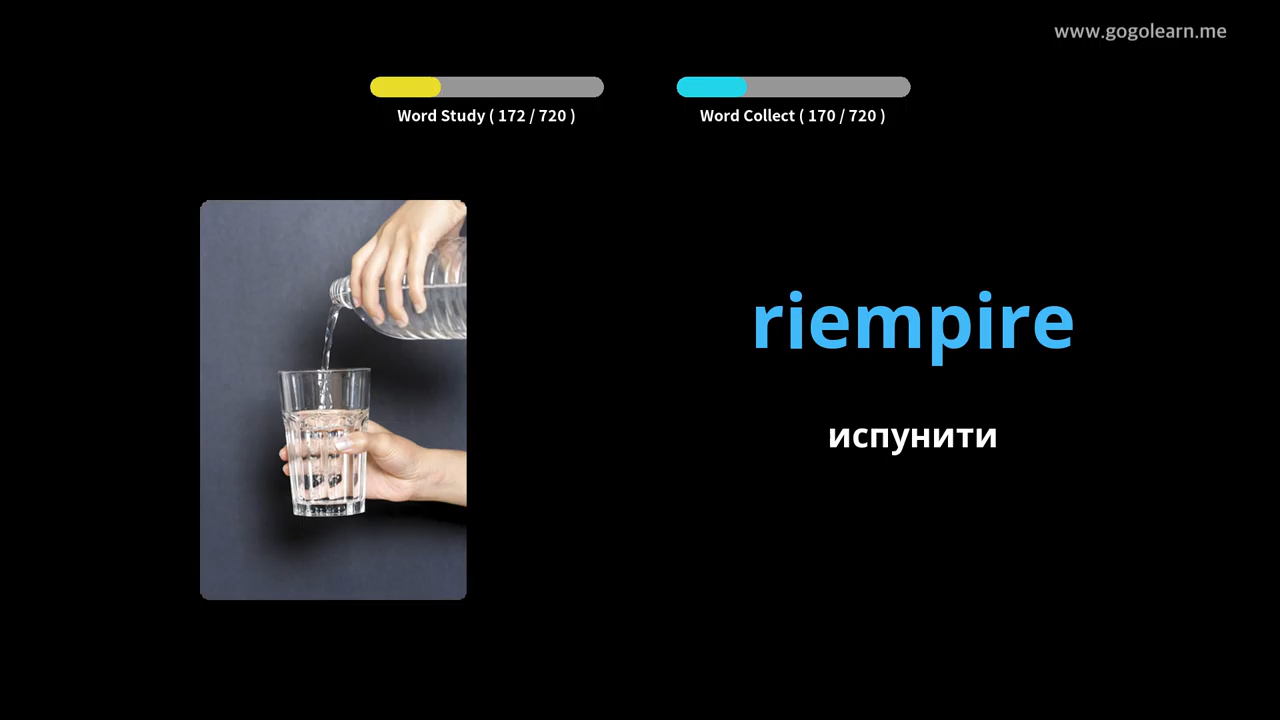 www.gogolearn.me
Word Study ( 172 / 720 )
Word Collect ( 170 / 720 )
riempire
испунити